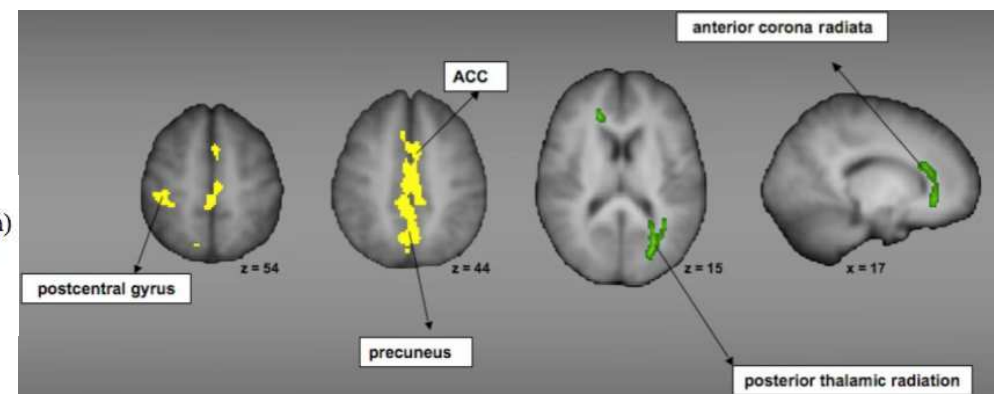 anterior corona radiata
ACC
z = 54
z = 44
z = 15
x = 17
postcentral gyrus
precuneus
posterior thalamic radiation